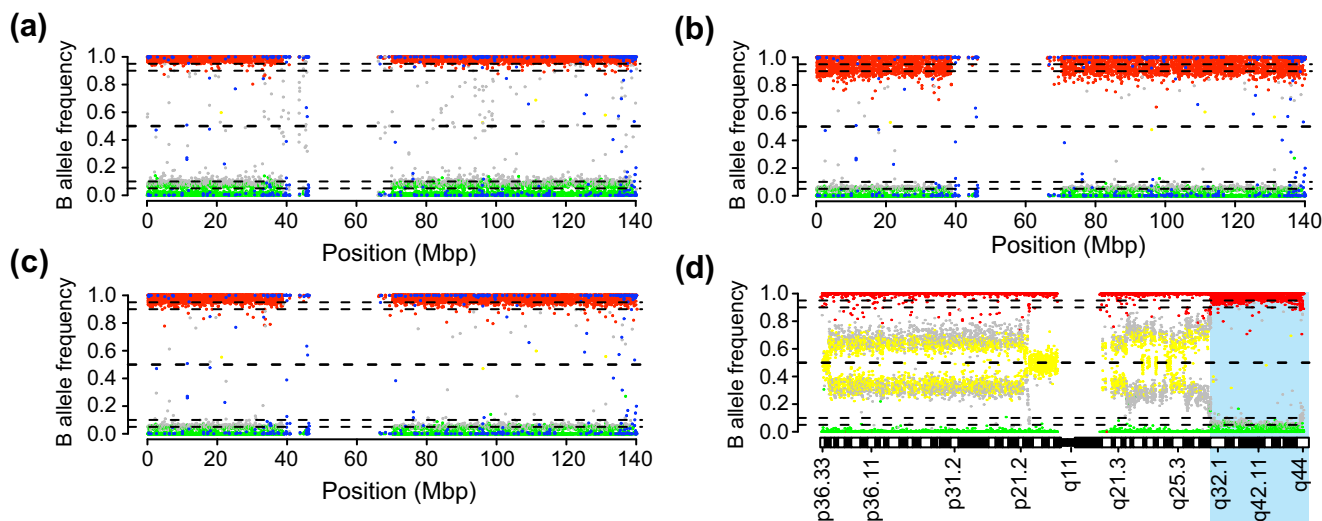 (a)
B allele frequency
1.0
0.8
0.6
0.4
0.2
0.0
0 20 40 60 80 100 120 140
Position (Mbp)
(b)
B allele frequency
1.0
0.8
0.6
0.4
0.2
0.0
0 20 40 60 80 100 120 140
Position (Mbp)
(c)
B allele frequency
1.0
0.8
0.6
0.4
0.2
0.0
0 20 40 60 80 100 120 140
Position (Mbp)
(d)
B allele frequency
1.0
0.8
0.6
0.4
0.2
0.0
p36.33
p36.11
p31.2
p21.2
q11
q21.3
q25.3
q32.1
q42.11
q44